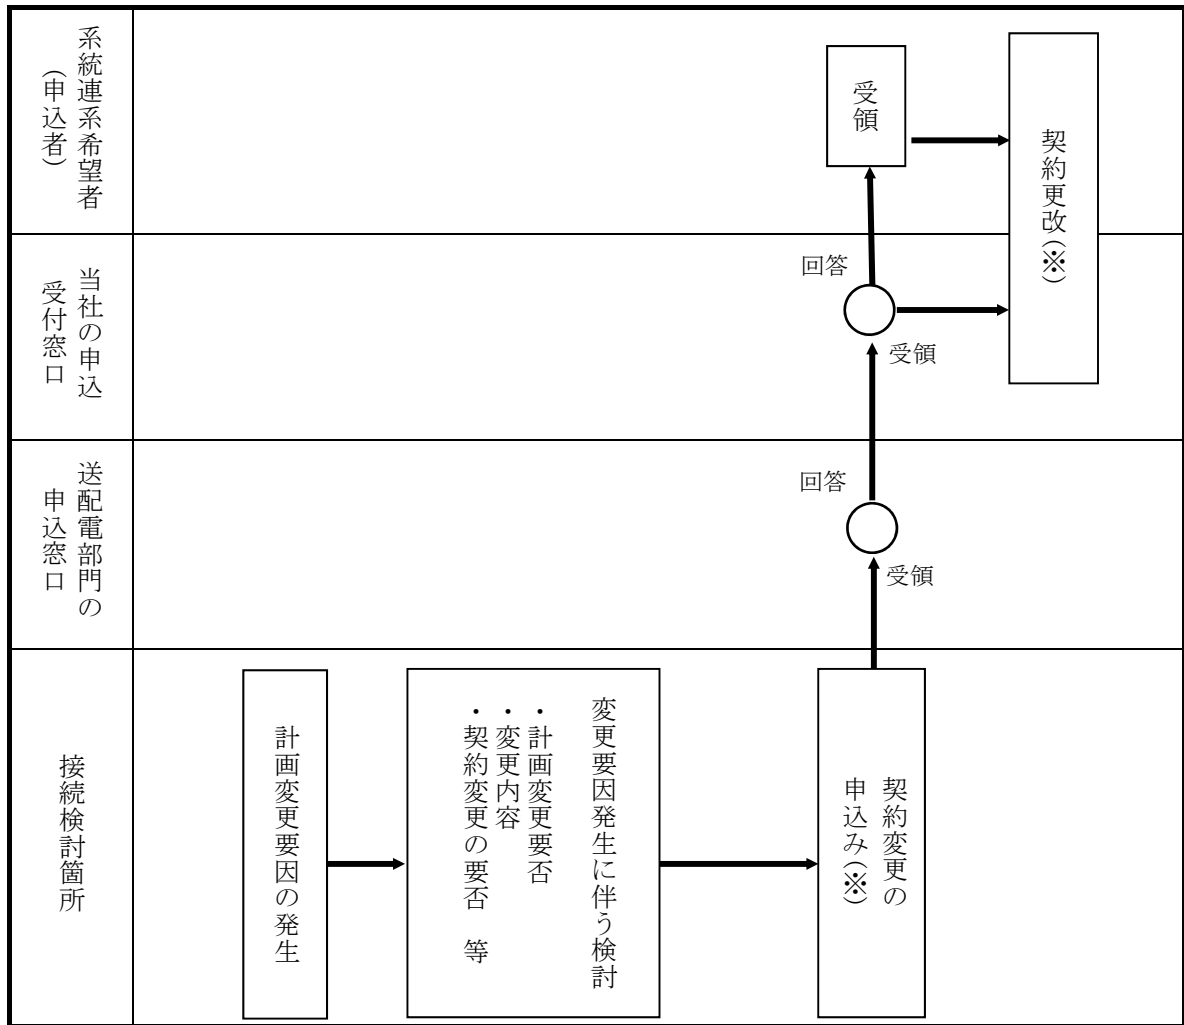 系統連系希望者
(申込者)
受領
契約更改(※)
当社の申込
受付窓口
回答
受領
送配電部門の
申込窓口
回答
受領
接続検討箇所
計画変更要因の発生
変更要因発生に伴う検討
・計画変更要否
・変更内容
・契約変更の要否 等
契約変更の
申込み(※)